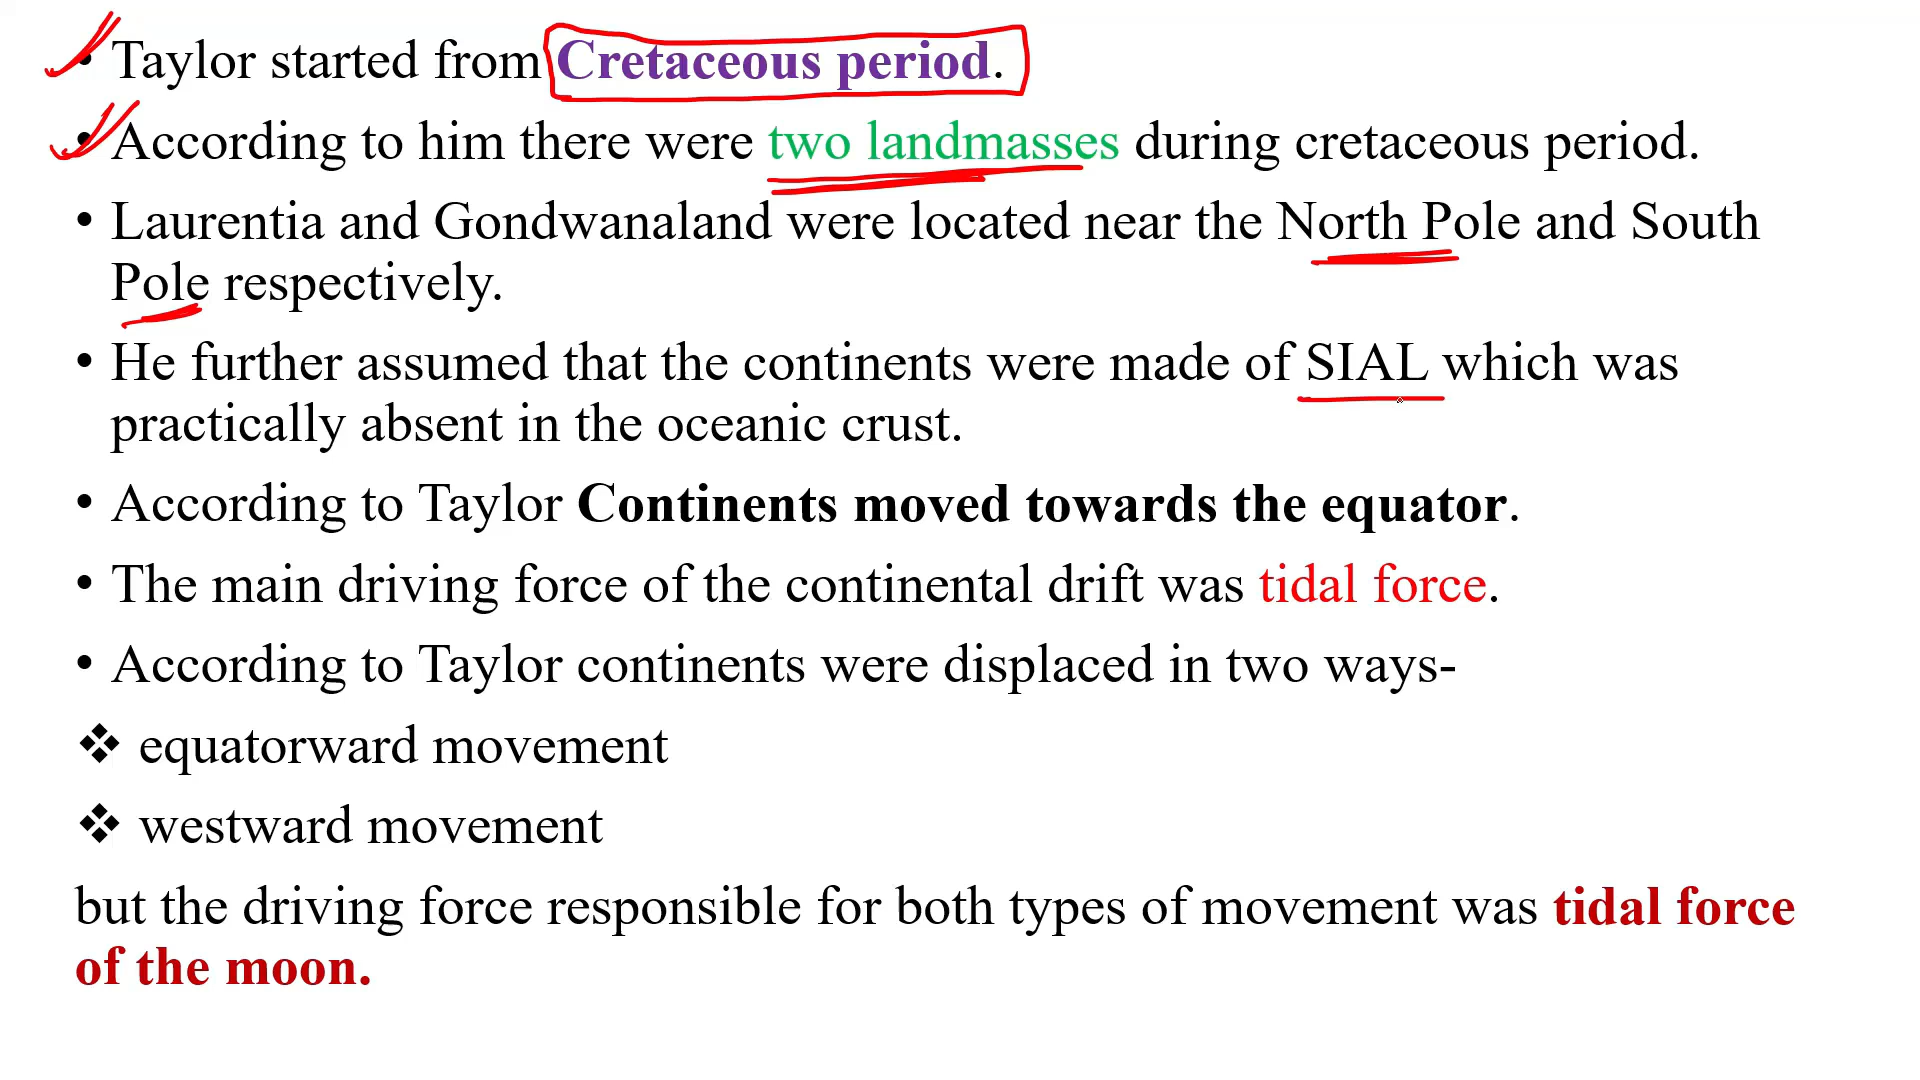 • Taylor started from Cretaceous period.
• According to him there were two landmasses during cretaceous period.
• Laurentia and Gondwanaland were located near the North Pole and South
Pole respectively.
• He further assumed that the continents were made of SIAL which was
practically absent in the oceanic crust.
• According to Taylor Continents moved towards the equator.
• The main driving force of the continental drift was tidal force.
• According to Taylor continents were displaced in two ways-
❖ equatorward movement
❖ westward movement
but the driving force responsible for both types of movement was tidal force
of the moon.